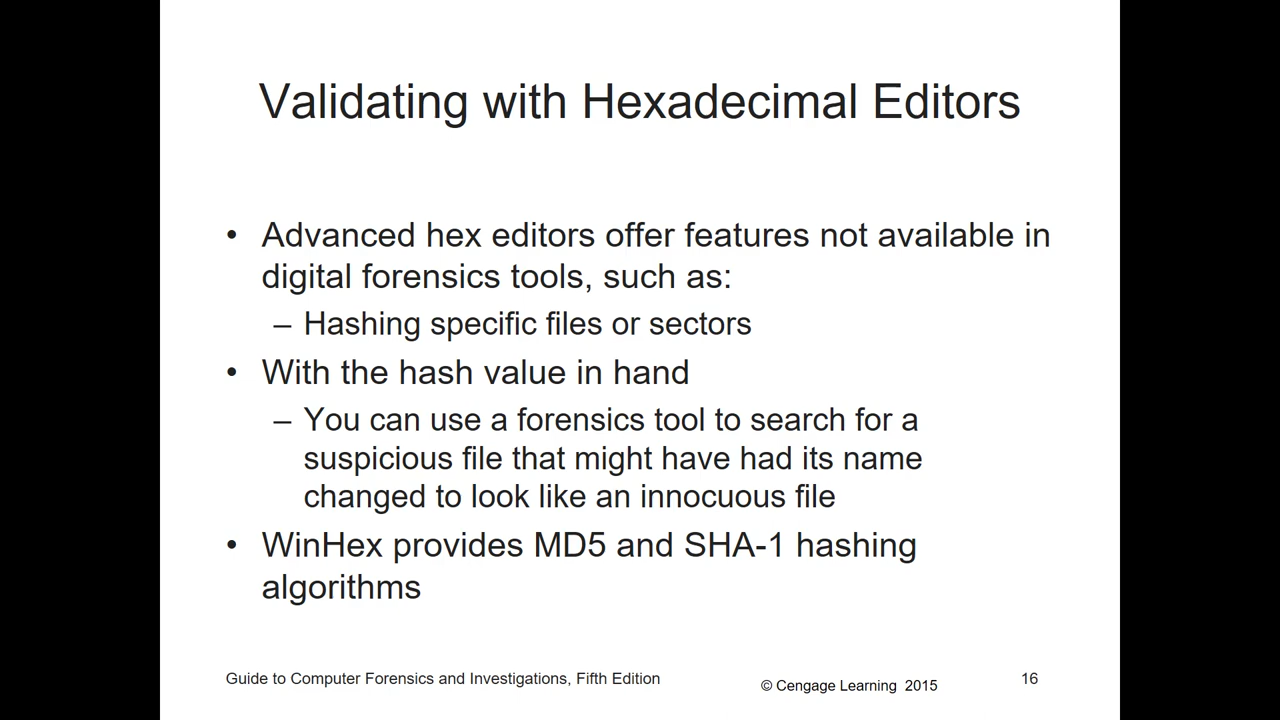 Validating with Hexadecimal Editors
• Advanced hex editors offer features not available in
digital forensics tools, such as:
– Hashing specific files or sectors
• With the hash value in hand
– You can use a forensics tool to search for a
suspicious file that might have had its name
changed to look like an innocuous file
• WinHex provides MD5 and SHA-1 hashing
algorithms
Guide to Computer Forensics and Investigations, Fifth Edition
© Cengage Learning 2015
16